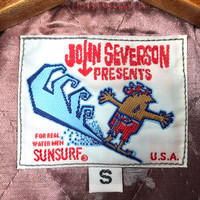 JOHN SEVERSON
PRESENTS
FOR REAL
WATER MEN
SUNSURF®
U.S.A.
S